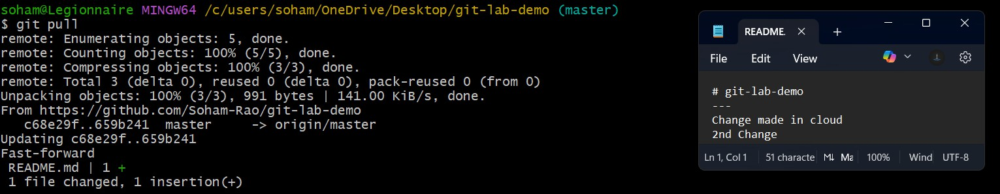 soham@Legionnaire MINGW64 /c/users/soham/OneDrive/Desktop/git-lab-demo (master)
$ git pull
remote: Enumerating objects: 5, done.
remote: Counting objects: 100% (5/5), done.
remote: Compressing objects: 100% (3/3), done.
remote: Total 3 (delta 0), reused 0 (delta 0), pack-reused 0 (from 0)
Unpacking objects: 100% (3/3), 991 bytes | 141.00 KiB/s, done.
From https://github.com/Soham-Rao/git-lab-demo
   c68e29f..659b241  master     -> origin/master
Updating c68e29f..659b241
Fast-forward
 README.md | 1 +
 1 file changed, 1 insertion(+)
README.
File Edit View
# git-lab-demo
---
Change made in cloud
2nd Change
Ln 1, Col 1 51 characte M↓ Ma 100% Wind UTF-8